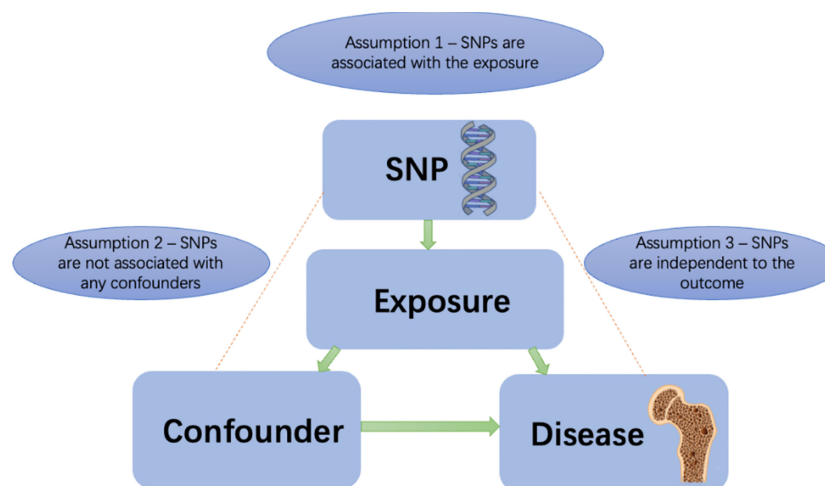 Assumption 1 – SNPs are
associated with the exposure
SNP
Assumption 2 – SNPs
are not associated with
any confounders
Assumption 3 – SNPs
are independent to the
outcome
Exposure
Confounder
Disease